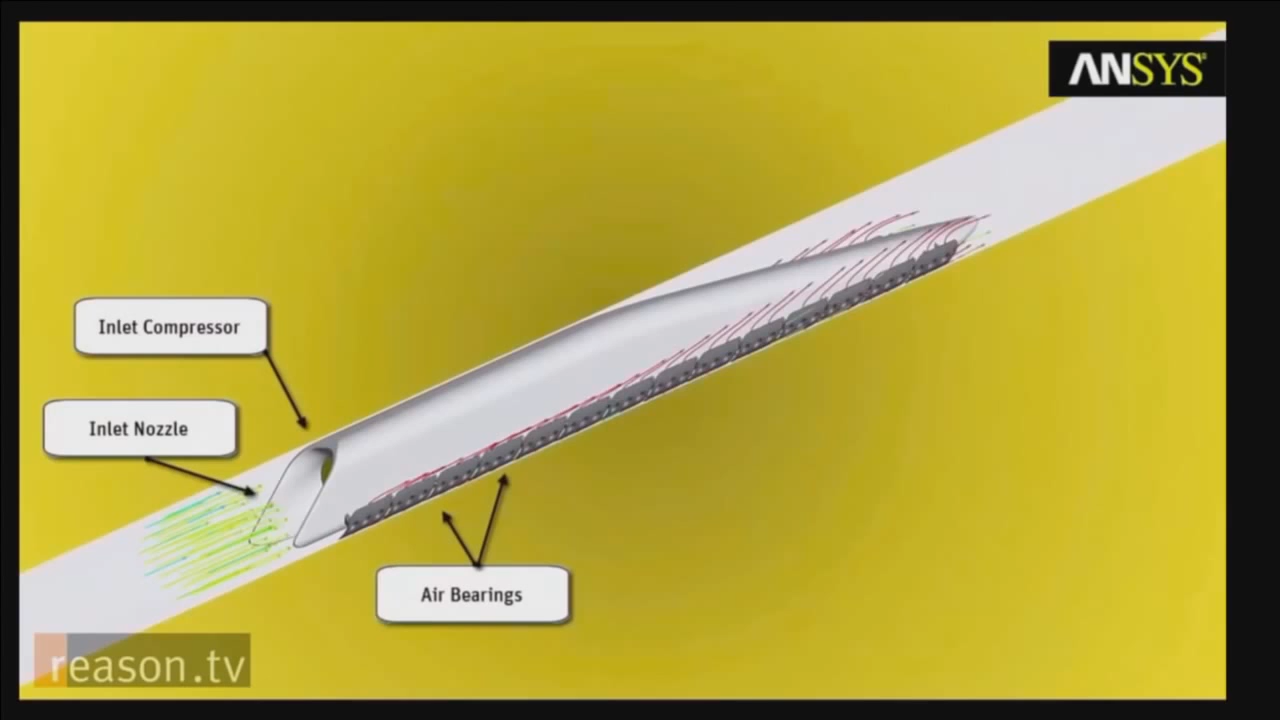 ANSYS
Inlet Compressor
Inlet Nozzle
Air Bearings
reason.tv